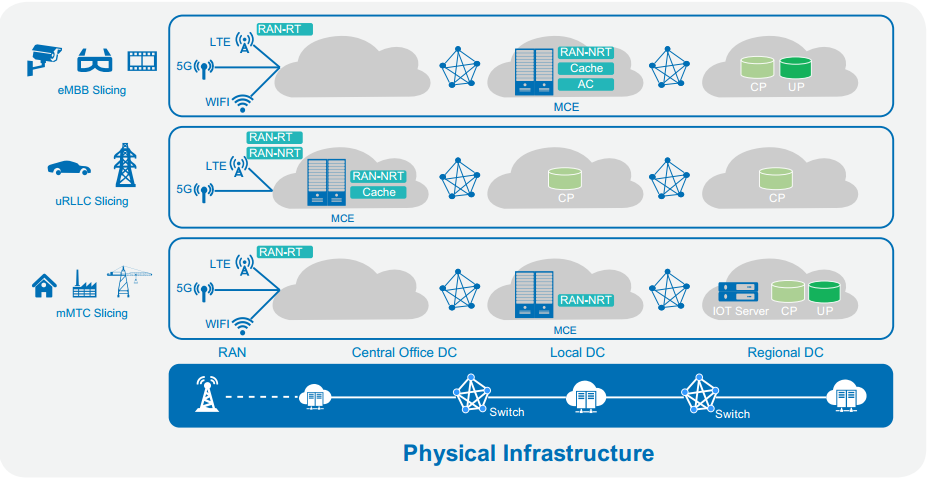 RAN-RT
LTE
5G
WIFI
eMBB Slicing
RAN-NRT
Cache
AC
MCE
CP
UP
RAN-RT
RAN-NRT
LTE
5G
uRLLC Slicing
RAN-NRT
Cache
MCE
CP
CP
RAN-RT
LTE
5G
WIFI
mMTC Slicing
RAN-NRT
MCE
IOT Server
CP
UP
RAN
Central Office DC
Local DC
Regional DC
Switch
Switch
Physical Infrastructure